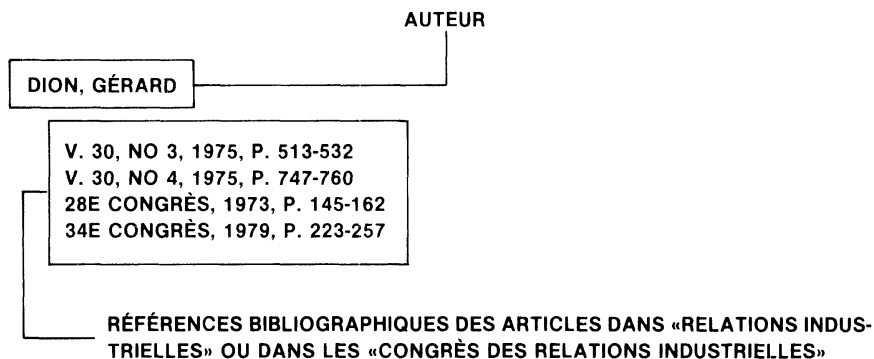 AUTEUR
DION, GÉRARD
V. 30, NO 3, 1975, P. 513-532
V. 30, NO 4, 1975, P. 747-760
28E CONGRÈS, 1973, P. 145-162
34E CONGRÈS, 1979, P. 223-257
RÉFÉRENCES BIBLIOGRAPHIQUES DES ARTICLES DANS «RELATIONS INDUS-
TRIELLES» OU DANS LES «CONGRÈS DES RELATIONS INDUSTRIELLES»